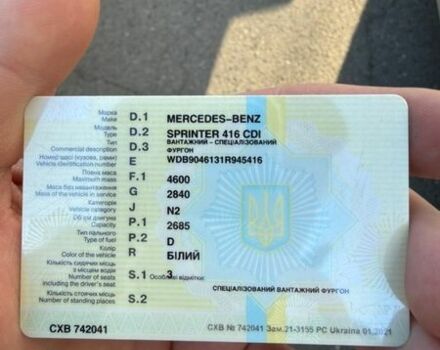 Марка D.1 MERCEDES-BENZ
Make
Модель D.2 SPRINTER 416 CDI
Type
Тип D.3 ВАНТАЖНИЙ - СПЕЦІАЛІЗОВАНИЙ
Commercial description ФУРГОН
Номер шасі (кузова, рами) E WDB9046131R945416
Vehicle identification number
Повна маса F.1 4600
Maximum mass
Маса без навантаження G 2840
Mass of the vehicle in service
Категорія J N2
Vehicle category
Об'єм двигуна P.1 2685
Capacity
Тип пального P.2 D
Type of fuel
Колір R БІЛИЙ
Color of the vehicle
Кількість сидячих місць
з місцем водія S.1 Особливі відмітки: 3
Number of seats
including the driver's seat СПЕЦІАЛІЗОВАНИЙ ВАНТАЖНИЙ ФУРГОН
Кількість стоячих місць S.2
Number of standing places
СХВ 742041 СХВ № 742041 Зам.21-3155 РС Ukraina 01.2021